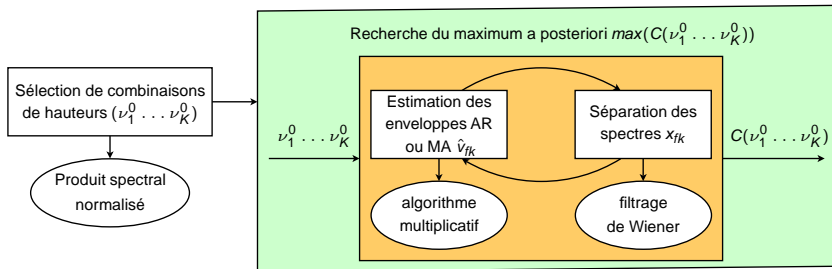 Recherche du maximum a posteriori max(C(ν₁⁰ . . . ν_K⁰))
Sélection de combinaisons
de hauteurs (ν₁⁰ . . . ν_K⁰)
Produit spectral
normalisé
ν₁⁰ . . . ν_K⁰
Estimation des
enveloppes AR
ou MA v̂_fk
algorithme
multiplicatif
Séparation des
spectres x_fk
filtrage
de Wiener
C(ν₁⁰ . . . ν_K⁰)